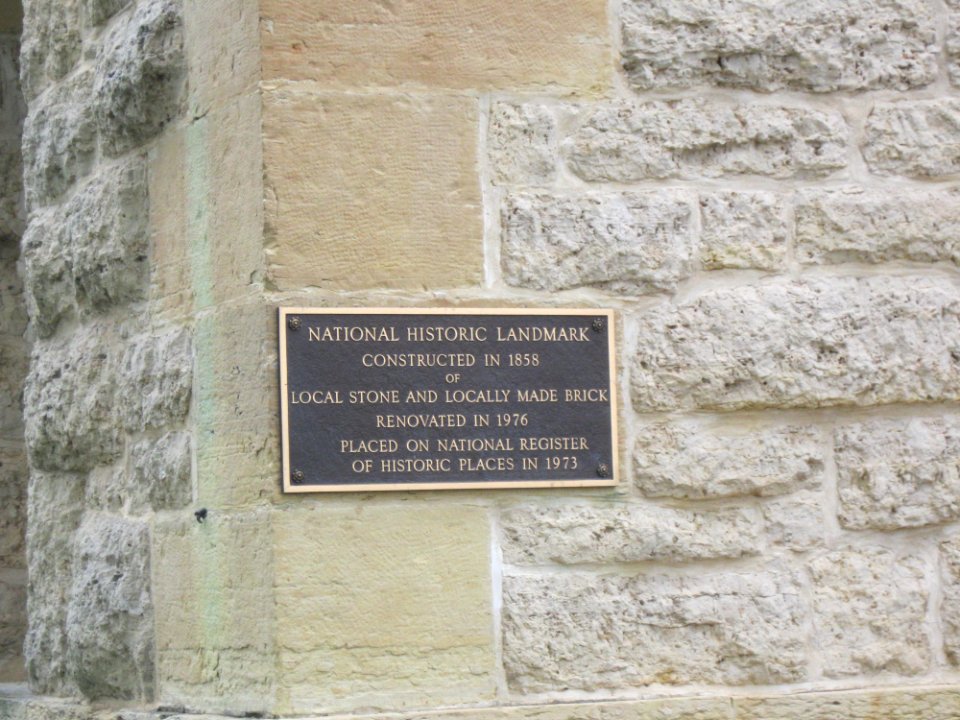 NATIONAL HISTORIC LANDMARK
CONSTRUCTED IN 1858
OF
LOCAL STONE AND LOCALLY MADE BRICK
RENOVATED IN 1976
PLACED ON NATIONAL REGISTER
OF HISTORIC PLACES IN 1973